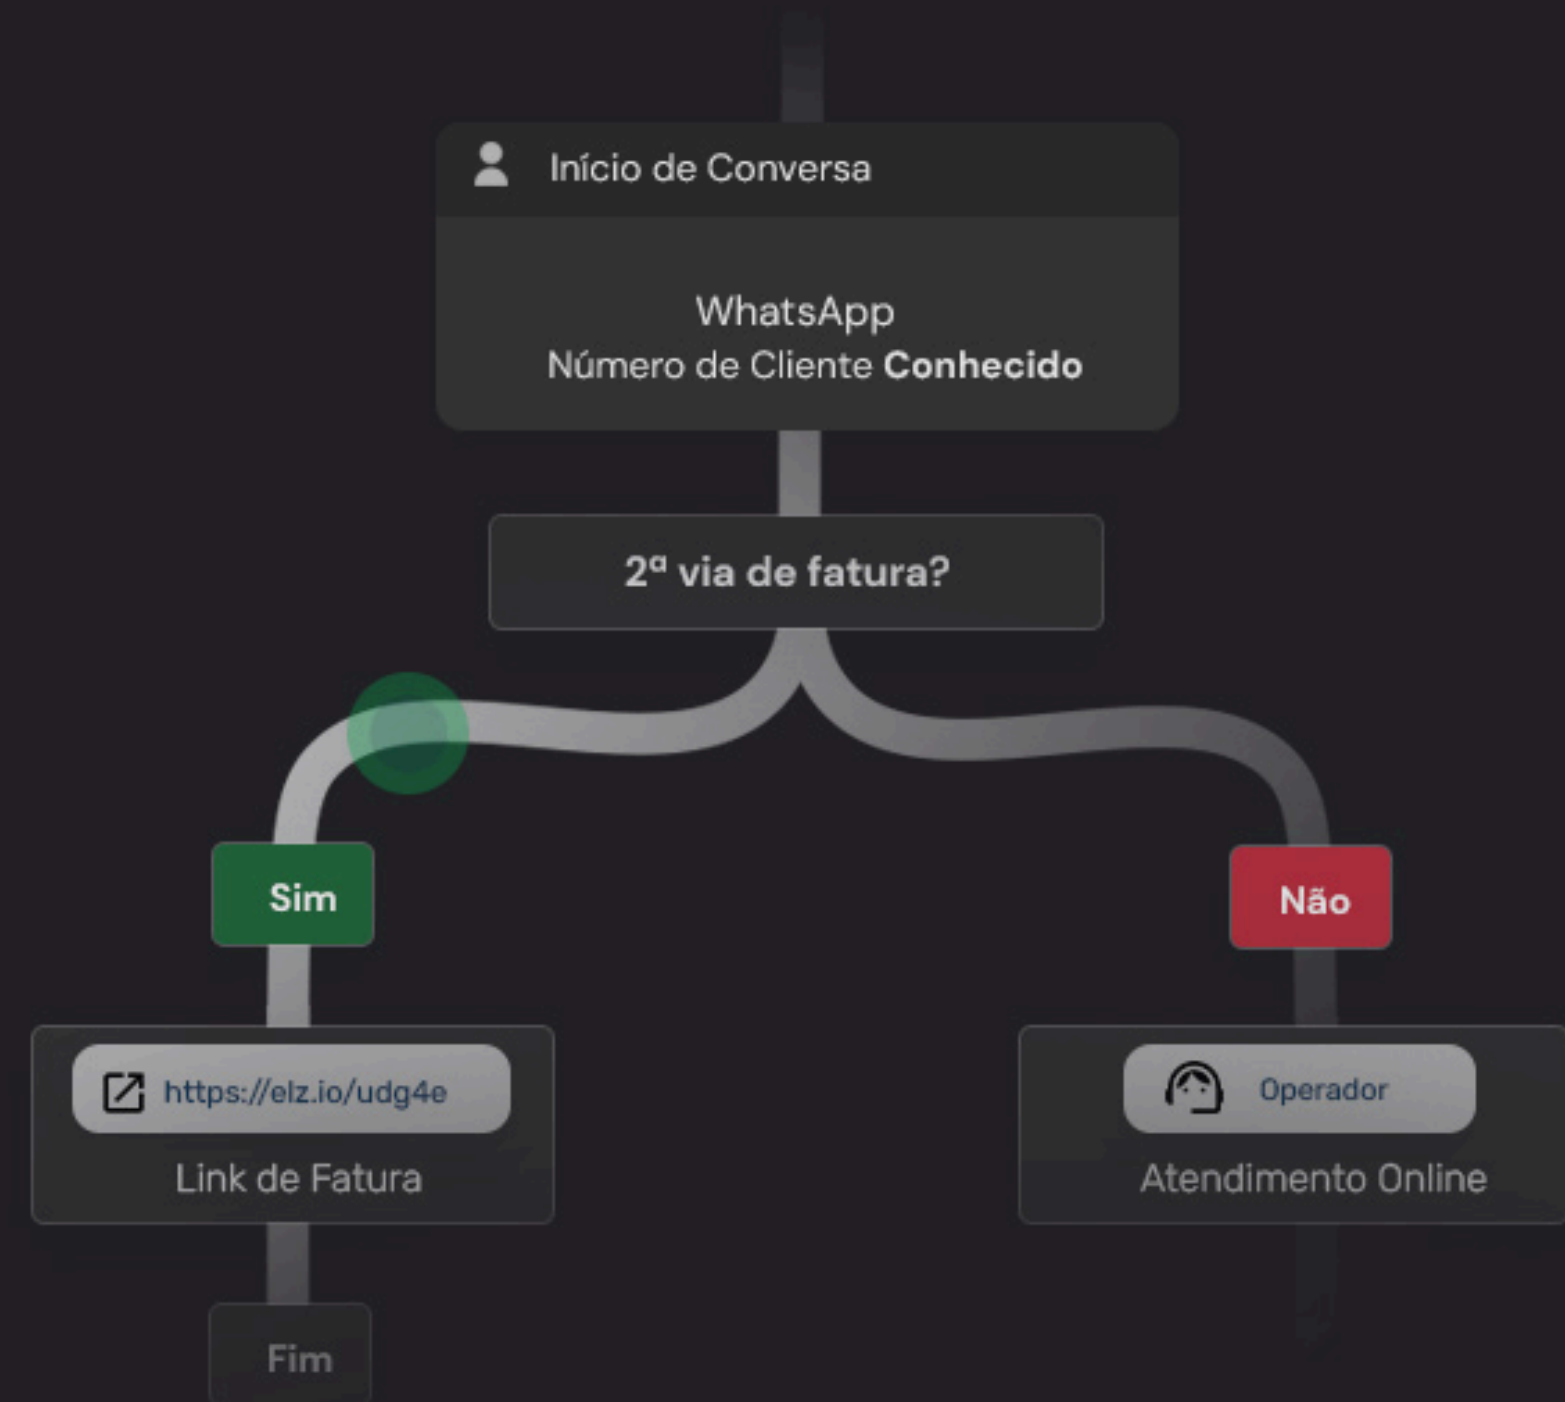 Início de Conversa
WhatsApp
Número de Cliente Conhecido
2ª via de fatura?
Sim
Não
https://elz.io/udg4e
Link de Fatura
Operador
Atendimento Online
Fim